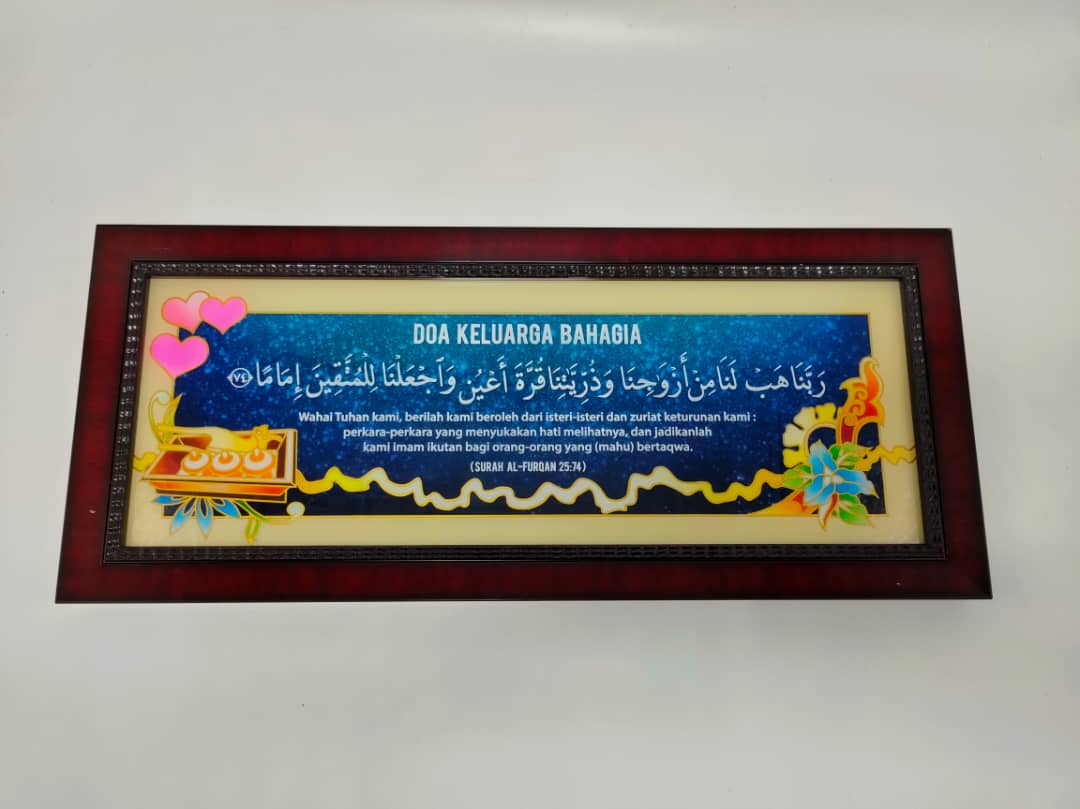 DOA KELUARGA BAHAGIA
رَبَّنَا هَبْ لَنَا مِنْ أَزْوَٰجِنَا وَذُرِّيَّـٰتِنَا قُرَّةَ أَعْيُنٍ وَٱجْعَلْنَا لِلْمُتَّقِينَ إِمَامًا ٧٤
Wahai Tuhan kami, berilah kami beroleh dari isteri-isteri dan zuriat keturunan kami :
perkara-perkara yang menyukakan hati melihatnya, dan jadikanlah
kami imam ikutan bagi orang-orang yang (mahu) bertaqwa.
(SURAH AL-FURQAN 25:74)